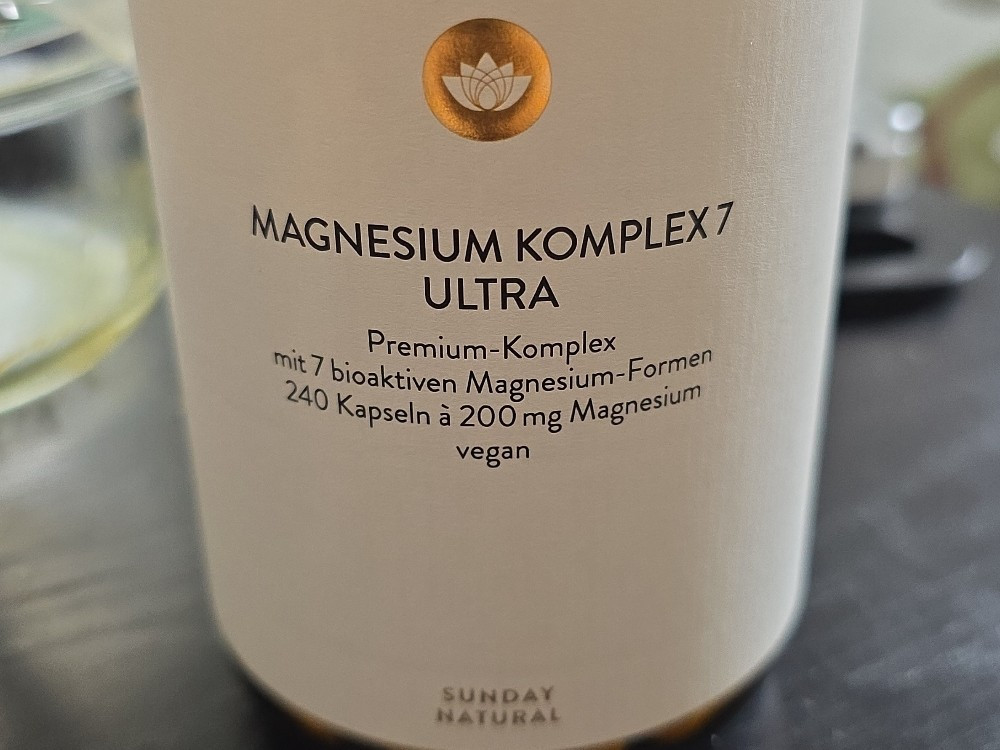 MAGNESIUM KOMPLEX 7
ULTRA
Premium-Komplex
mit 7 bioaktiven Magnesium-Formen
240 Kapseln à 200 mg Magnesium
vegan
SUNDAY
NATURAL